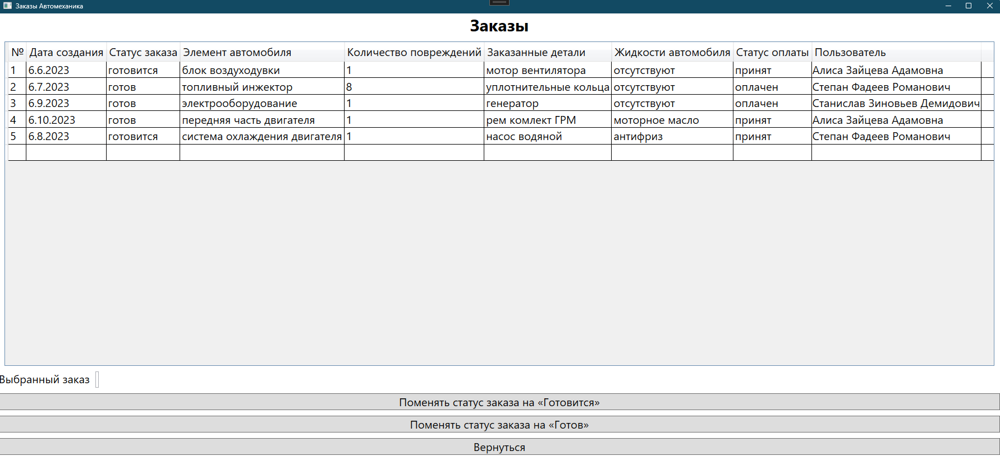 Заказы Автомеханика
Заказы
№ Дата создания Статус заказа Элемент автомобиля Количество повреждений Заказанные детали Жидкости автомобиля Статус оплаты Пользователь
1 6.6.2023 готовится блок воздуходувки 1 мотор вентилятора отсутствуют принят Алиса Зайцева Адамовна
2 6.7.2023 готов топливный инжектор 8 уплотнительные кольца отсутствуют оплачен Степан Фадеев Романович
3 6.9.2023 готов электрооборудование 1 генератор отсутствуют оплачен Станислав Зиновьев Демидович
4 6.10.2023 готов передняя часть двигателя 1 рем комлект ГРМ моторное масло принят Алиса Зайцева Адамовна
5 6.8.2023 готовится система охлаждения двигателя 1 насос водяной антифриз принят Степан Фадеев Романович
Выбранный заказ
Поменять статус заказа на «Готовится»
Поменять статус заказа на «Готов»
Вернуться